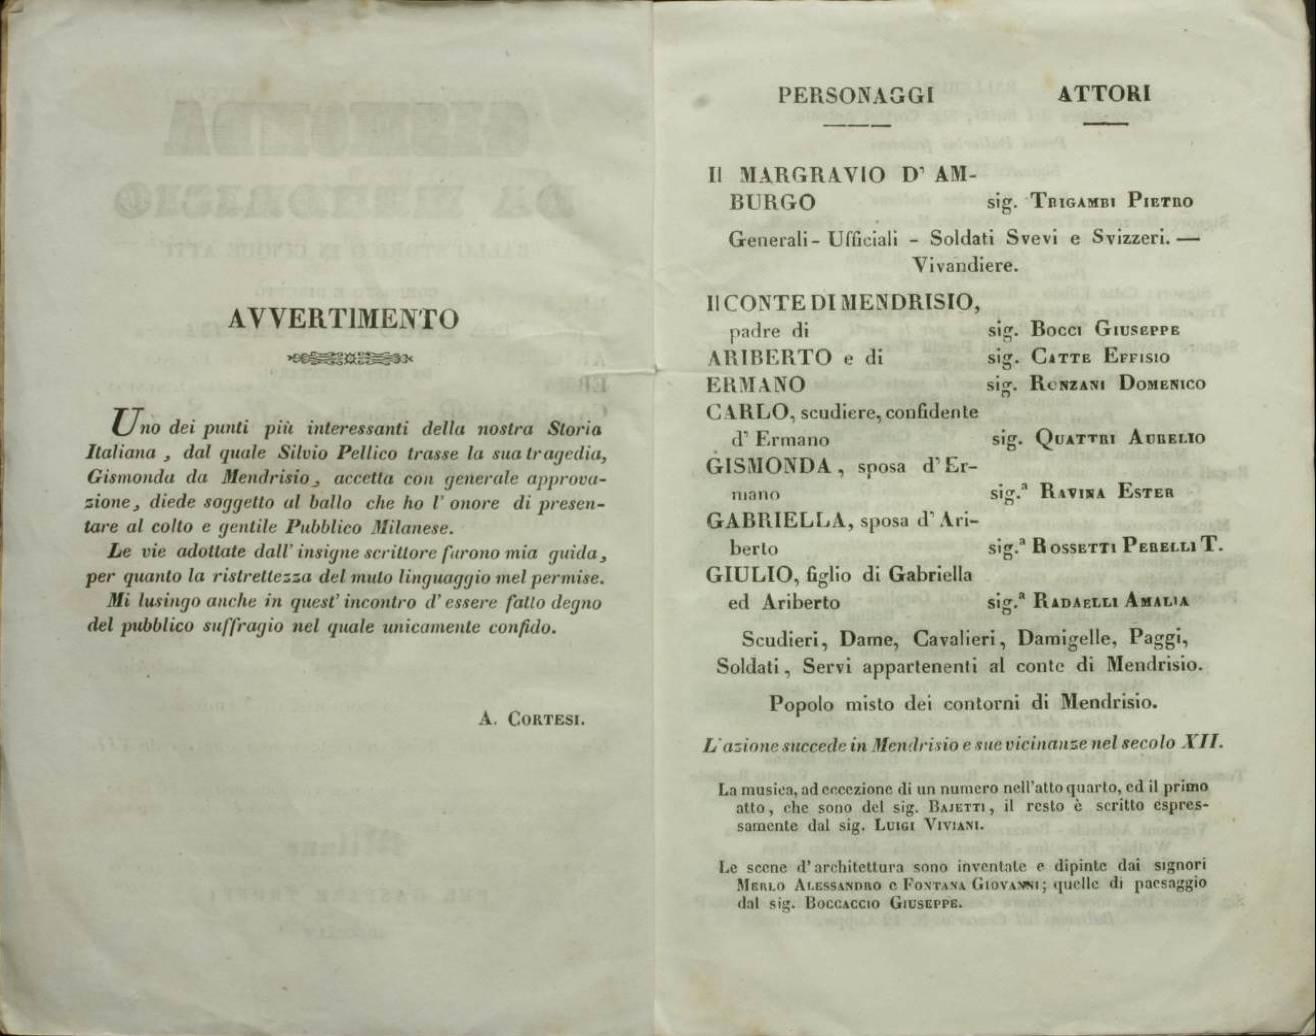 AVVERTIMENTO
Uno dei punti più interessanti della nostra Storia
Italiana, dal quale Silvio Pellico trasse la sua tragedia,
Gismonda da Mendrisio, accetta con generale approva-
zione, diede soggetto al ballo che ho l'onore di presen-
tare al colto e gentile Pubblico Milanese.
Le vie adottate dall'insigne scrittore furono mia guida,
per quanto la ristrettezza del muto linguaggio mel permise.
Mi lusingo anche in quest'incontro d'essere fatto degno
del pubblico suffragio nel quale unicamente confido.
A. CORTESI.
PERSONAGGI ATTORI
Il MARGRAVIO D' AM-
BURGO sig. TRIGAMBI PIETRO
Generali - Ufficiali - Soldati Svevi e Svizzeri. —
Vivandiere.
Il CONTE DI MENDRISIO,
padre di sig. BOCCI GIUSEPPE
ARIBERTO e di sig. CATTE EFFISIO
ERMANO sig. RONZANI DOMENICO
CARLO, scudiere, confidente
d' Ermano sig. QUATTRI AURELIO
GISMONDA, sposa d' Er-
mano sig.ª RAVINA ESTER
GABRIELLA, sposa d' Ari-
berto sig.ª ROSSETTI PERELLI T.
GIULIO, figlio di Gabriella
ed Ariberto sig.ª RADAELLI AMALIA
Scudieri, Dame, Cavalieri, Damigelle, Paggi,
Soldati, Servi appartenenti al conte di Mendrisio.
Popolo misto dei contorni di Mendrisio.
L'azione succede in Mendrisio e sue vicinanze nel secolo XII.
La musica, ad eccezione di un numero nell'atto quarto, ed il primo
atto, che sono del sig. BAJETTI, il resto è scritto espres-
samente dal sig. LUIGI VIVIANI.
Le scene d'architettura sono inventate e dipinte dai signori
MERLO ALESSANDRO e FONTANA GIOVANNI; quelle di paesaggio
dal sig. BOCCACCIO GIUSEPPE.